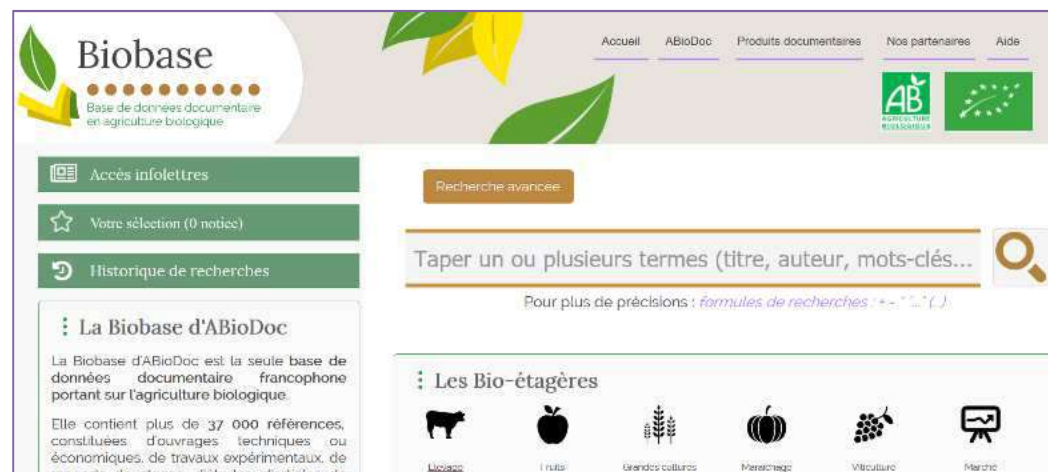 Biobase
Base de données documentaire
en agriculture biologique
Accueil ABioDoc Produits documentaires Nos partenaires Aide
AB
AGRICULTURE
BIOLOGIQUE
Accès infolettres
Votre sélection (0 notice)
Historique de recherches
La Biobase d'ABioDoc
La Biobase d'ABioDoc est la seule base de
données documentaire francophone
portant sur l'agriculture biologique.
Elle contient plus de 37 000 références,
constituées d'ouvrages techniques ou
économiques, de travaux expérimentaux, de
Recherche avancée
Taper un ou plusieurs termes (titre, auteur, mots-clés...
Pour plus de précisions : formules de recherches : + - * "..." (...)
Les Bio-étagères
Elevage Fruits Grandes cultures Maraîchage Viticulture Marché